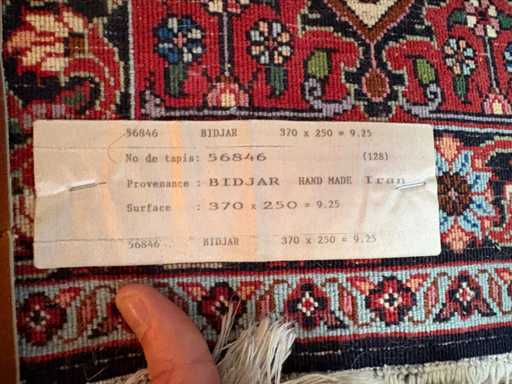 56846 BIDJAR 370 x 250 = 9.25
No de tapis: 56846 (128)
Provenance : BIDJAR HAND MADE Iran
Surface : 370 x 250 = 9.25
56846 .. BIDJAR 370 x 250 = 9.25